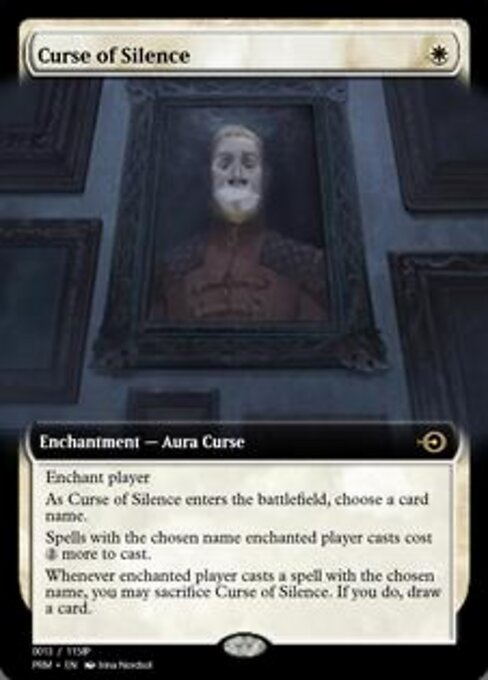 Curse of Silence
Enchantment — Aura Curse
Enchant player
As Curse of Silence enters the battlefield, choose a card
name.
Spells with the chosen name enchanted player casts cost
2 more to cast.
Whenever enchanted player casts a spell with the chosen
name, you may sacrifice Curse of Silence. If you do, draw
a card.
0013 / 115
PRM • EN Irina Nordsol